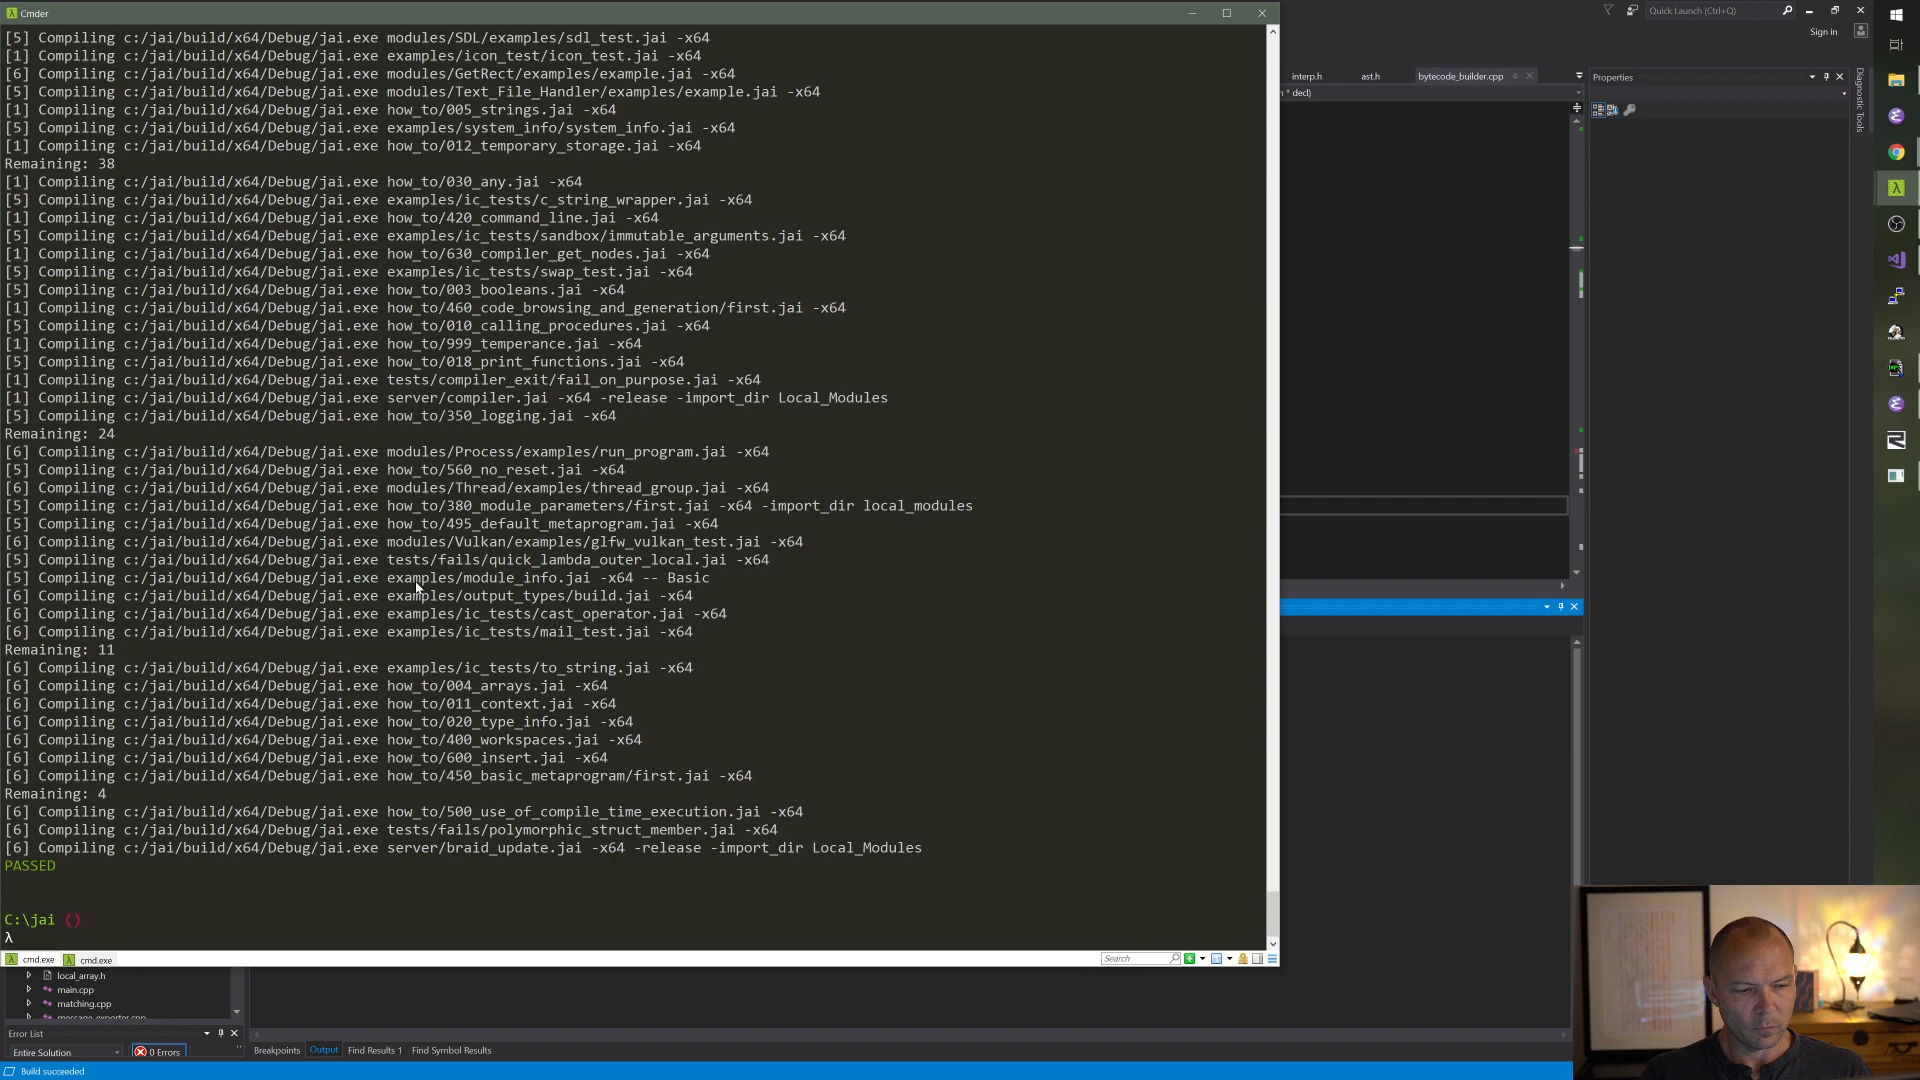 Cmder
[5] Compiling c:/jai/build/x64/Debug/jai.exe modules/SDL/examples/sdl_test.jai -x64
[1] Compiling c:/jai/build/x64/Debug/jai.exe examples/icon_test/icon_test.jai -x64
[6] Compiling c:/jai/build/x64/Debug/jai.exe modules/GetRect/examples/example.jai -x64
[5] Compiling c:/jai/build/x64/Debug/jai.exe modules/Text_File_Handler/examples/example.jai -x64
[1] Compiling c:/jai/build/x64/Debug/jai.exe how_to/005_strings.jai -x64
[5] Compiling c:/jai/build/x64/Debug/jai.exe examples/system_info/system_info.jai -x64
[1] Compiling c:/jai/build/x64/Debug/jai.exe how_to/012_temporary_storage.jai -x64
Remaining: 38
[1] Compiling c:/jai/build/x64/Debug/jai.exe how_to/030_any.jai -x64
[5] Compiling c:/jai/build/x64/Debug/jai.exe examples/ic_tests/c_string_wrapper.jai -x64
[1] Compiling c:/jai/build/x64/Debug/jai.exe how_to/420_command_line.jai -x64
[5] Compiling c:/jai/build/x64/Debug/jai.exe examples/ic_tests/sandbox/immutable_arguments.jai -x64
[1] Compiling c:/jai/build/x64/Debug/jai.exe how_to/630_compiler_get_nodes.jai -x64
[5] Compiling c:/jai/build/x64/Debug/jai.exe examples/ic_tests/swap_test.jai -x64
[5] Compiling c:/jai/build/x64/Debug/jai.exe how_to/003_booleans.jai -x64
[1] Compiling c:/jai/build/x64/Debug/jai.exe how_to/460_code_browsing_and_generation/first.jai -x64
[5] Compiling c:/jai/build/x64/Debug/jai.exe how_to/010_calling_procedures.jai -x64
[1] Compiling c:/jai/build/x64/Debug/jai.exe how_to/999_temperance.jai -x64
[5] Compiling c:/jai/build/x64/Debug/jai.exe how_to/018_print_functions.jai -x64
[1] Compiling c:/jai/build/x64/Debug/jai.exe tests/compiler_exit/fail_on_purpose.jai -x64
[1] Compiling c:/jai/build/x64/Debug/jai.exe server/compiler.jai -x64 -release -import_dir Local_Modules
[5] Compiling c:/jai/build/x64/Debug/jai.exe how_to/350_logging.jai -x64
Remaining: 24
[6] Compiling c:/jai/build/x64/Debug/jai.exe modules/Process/examples/run_program.jai -x64
[5] Compiling c:/jai/build/x64/Debug/jai.exe how_to/560_no_reset.jai -x64
[6] Compiling c:/jai/build/x64/Debug/jai.exe modules/Thread/examples/thread_group.jai -x64
[5] Compiling c:/jai/build/x64/Debug/jai.exe how_to/380_module_parameters/first.jai -x64 -import_dir local_modules
[5] Compiling c:/jai/build/x64/Debug/jai.exe how_to/495_default_metaprogram.jai -x64
[6] Compiling c:/jai/build/x64/Debug/jai.exe modules/Vulkan/examples/glfw_vulkan_test.jai -x64
[5] Compiling c:/jai/build/x64/Debug/jai.exe tests/fails/quick_lambda_outer_local.jai -x64
[5] Compiling c:/jai/build/x64/Debug/jai.exe examples/module_info.jai -x64 -- Basic
[6] Compiling c:/jai/build/x64/Debug/jai.exe examples/output_types/build.jai -x64
[6] Compiling c:/jai/build/x64/Debug/jai.exe examples/ic_tests/cast_operator.jai -x64
[6] Compiling c:/jai/build/x64/Debug/jai.exe examples/ic_tests/mail_test.jai -x64
Remaining: 11
[6] Compiling c:/jai/build/x64/Debug/jai.exe examples/ic_tests/to_string.jai -x64
[6] Compiling c:/jai/build/x64/Debug/jai.exe how_to/004_arrays.jai -x64
[6] Compiling c:/jai/build/x64/Debug/jai.exe how_to/011_context.jai -x64
[6] Compiling c:/jai/build/x64/Debug/jai.exe how_to/020_type_info.jai -x64
[6] Compiling c:/jai/build/x64/Debug/jai.exe how_to/400_workspaces.jai -x64
[6] Compiling c:/jai/build/x64/Debug/jai.exe how_to/600_insert.jai -x64
[6] Compiling c:/jai/build/x64/Debug/jai.exe how_to/450_basic_metaprogram/first.jai -x64
Remaining: 4
[6] Compiling c:/jai/build/x64/Debug/jai.exe how_to/500_use_of_compile_time_execution.jai -x64
[6] Compiling c:/jai/build/x64/Debug/jai.exe tests/fails/polymorphic_struct_member.jai -x64
[6] Compiling c:/jai/build/x64/Debug/jai.exe server/braid_update.jai -x64 -release -import_dir Local_Modules
PASSED
C:\jai ()
λ
cmd.exe cmd.exe Search
Quick Launch (Ctrl+Q)
Sign in
interp.h ast.h bytecode_builder.cpp
* decl)
Properties
Diagnostic Tools
local_array.h
main.cpp
matching.cpp
message_exporter.cpp
Error List
Entire Solution 0 Errors
Breakpoints Output Find Results 1 Find Symbol Results
Build succeeded